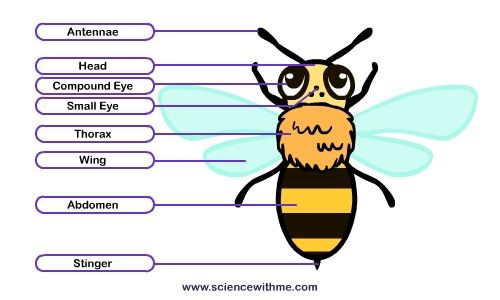 Antennae
Head
Compound Eye
Small Eye
Thorax
Wing
Abdomen
Stinger
www.sciencewithme.com